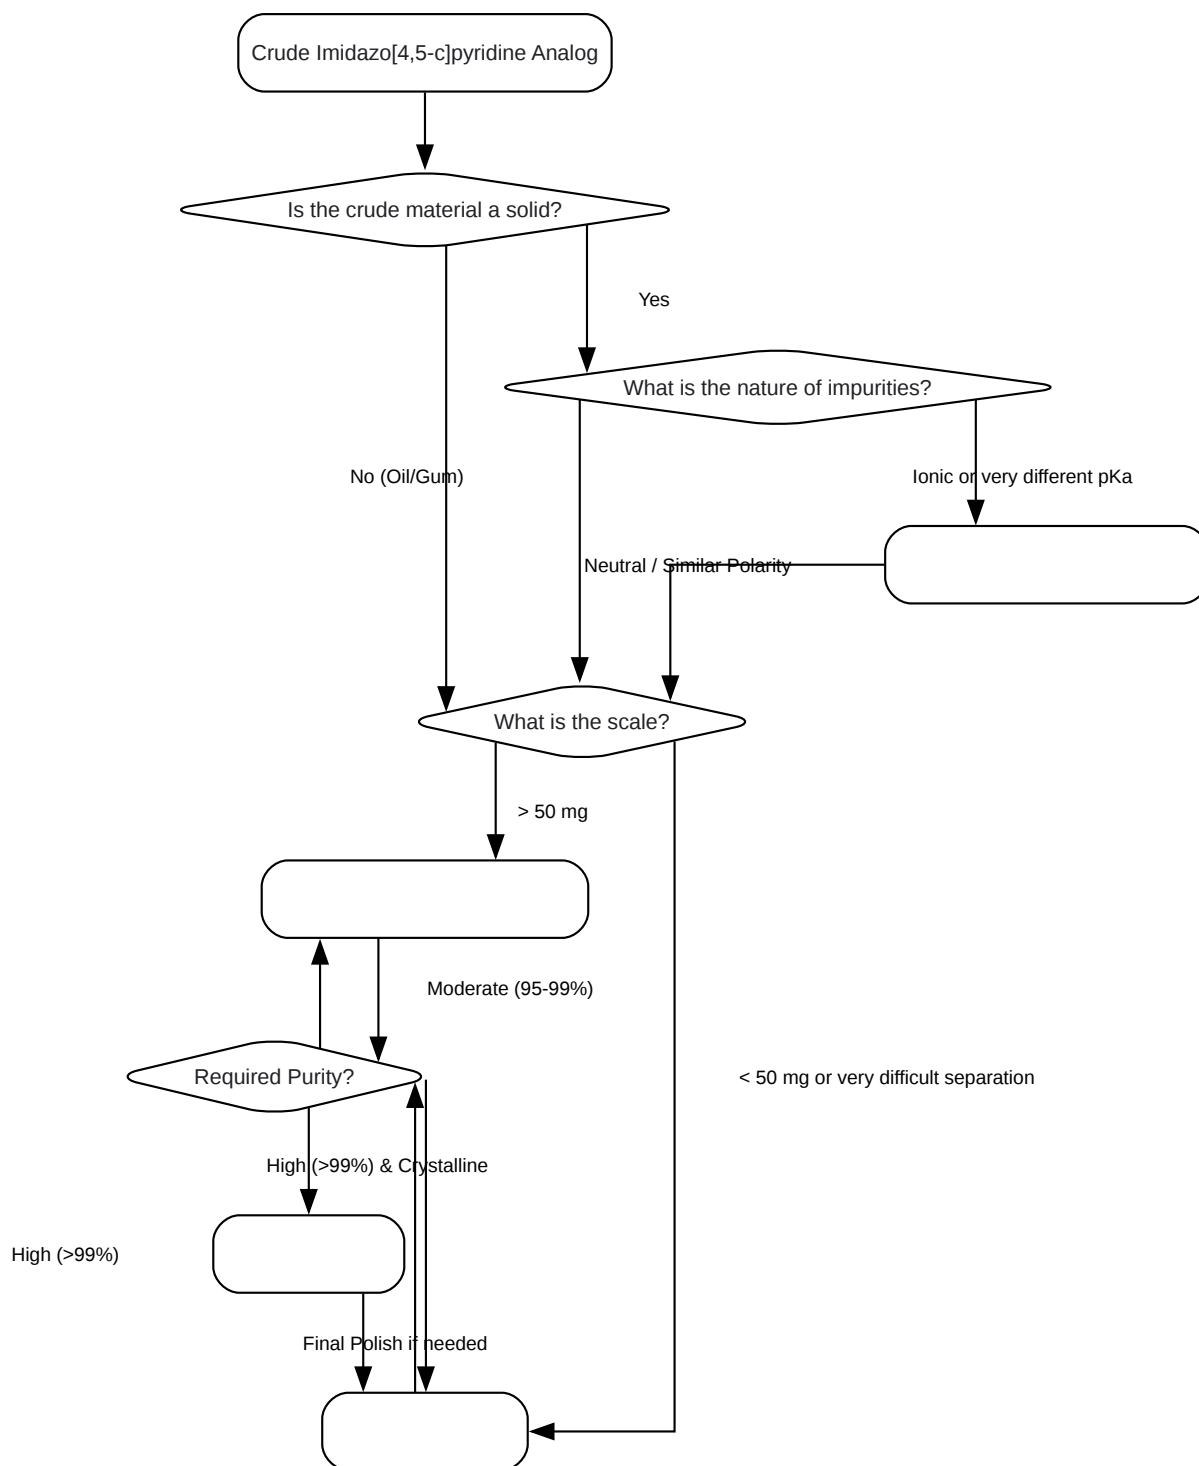 Crude Imidazo[4,5-c]pyridine Analog
Is the crude material a solid?
Yes
What is the nature of impurities?
No (Oil/Gum)
Ionic or very different pKa
Neutral / Similar Polarity
What is the scale?
> 50 mg
Moderate (95-99%)
Required Purity?
< 50 mg or very difficult separation
High (>99%) & Crystalline
High (>99%)
Final Polish if needed